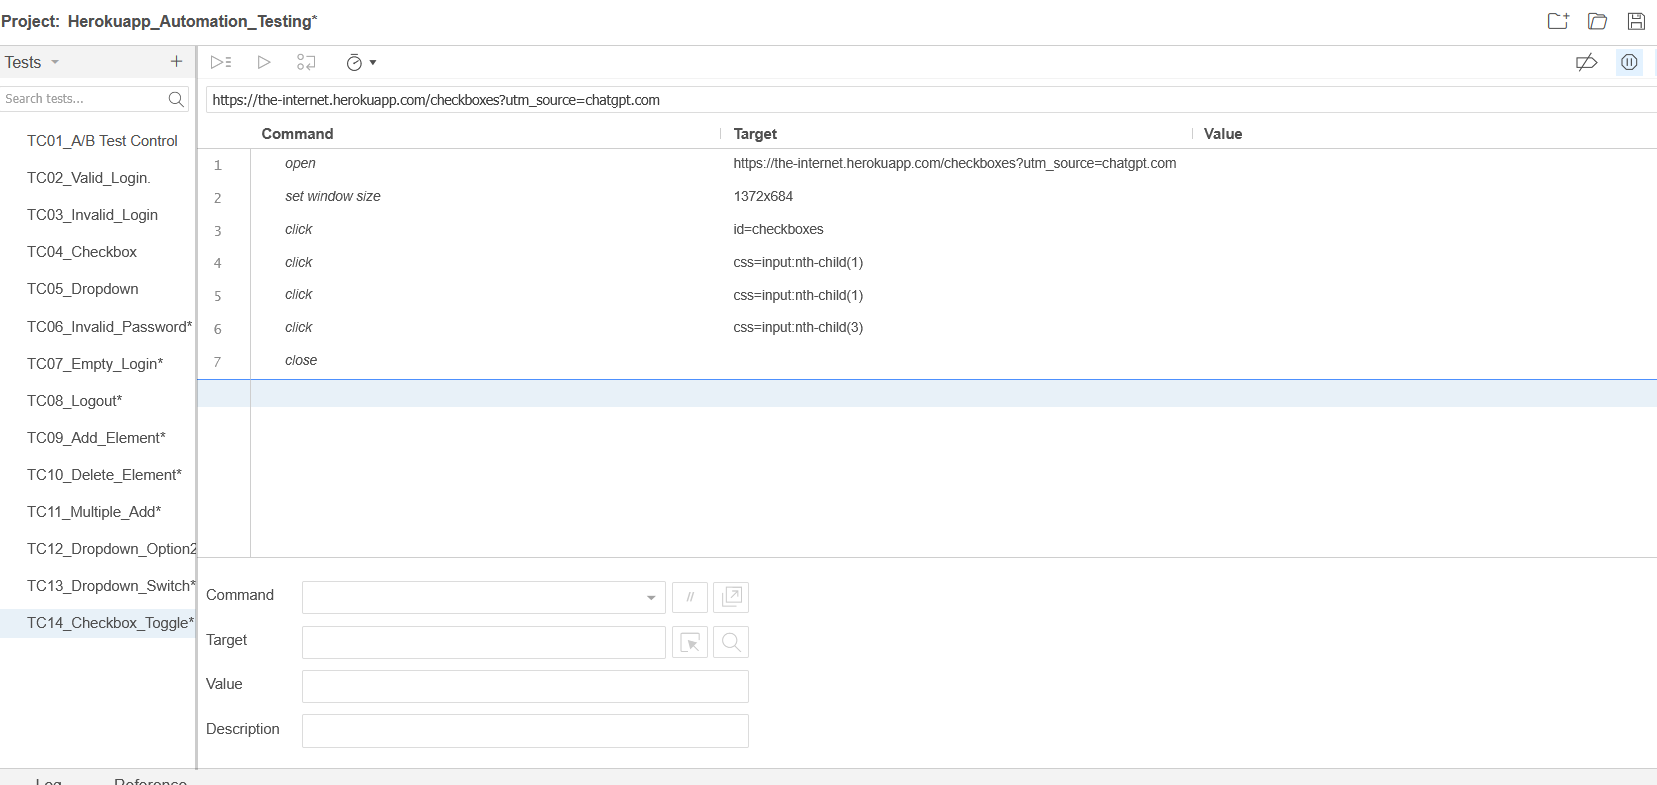 Project: Herokuapp_Automation_Testing*
Tests
Search tests...
TC01_A/B Test Control
TC02_Valid_Login.
TC03_Invalid_Login
TC04_Checkbox
TC05_Dropdown
TC06_Invalid_Password*
TC07_Empty_Login*
TC08_Logout*
TC09_Add_Element*
TC10_Delete_Element*
TC11_Multiple_Add*
TC12_Dropdown_Option2
TC13_Dropdown_Switch*
TC14_Checkbox_Toggle*
https://the-internet.herokuapp.com/checkboxes?utm_source=chatgpt.com
Command Target Value
1 open https://the-internet.herokuapp.com/checkboxes?utm_source=chatgpt.com
2 set window size 1372x684
3 click id=checkboxes
4 click css=input:nth-child(1)
5 click css=input:nth-child(1)
6 click css=input:nth-child(3)
7 close
Command //
Target
Value
Description
Log Reference